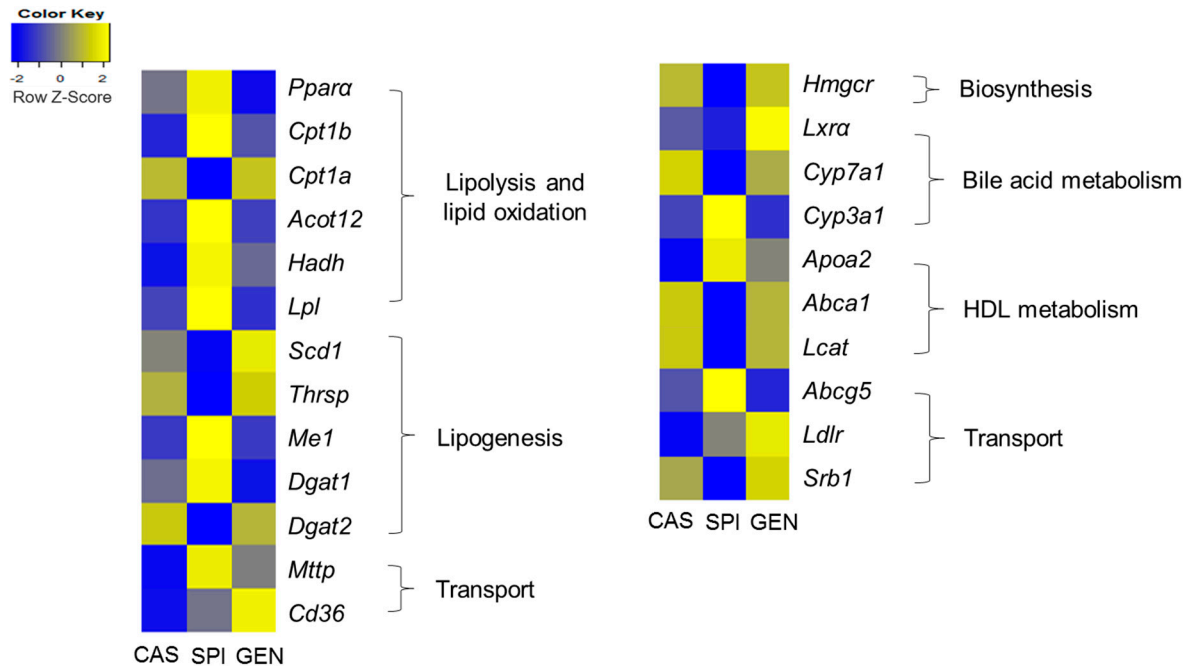 Color Key
-2 0 2
Row Z-Score
Pparα
Cpt1b
Cpt1a
Acot12
Hadh
Lpl
Lipolysis and
lipid oxidation
Scd1
Thrsp
Me1
Dgat1
Dgat2
Lipogenesis
Mttp
Cd36
Transport
CAS SPI GEN
Hmgcr
Biosynthesis
Lxrα
Cyp7a1
Cyp3a1
Bile acid metabolism
Apoa2
Abca1
Lcat
HDL metabolism
Abcg5
Ldlr
Srb1
Transport
CAS SPI GEN